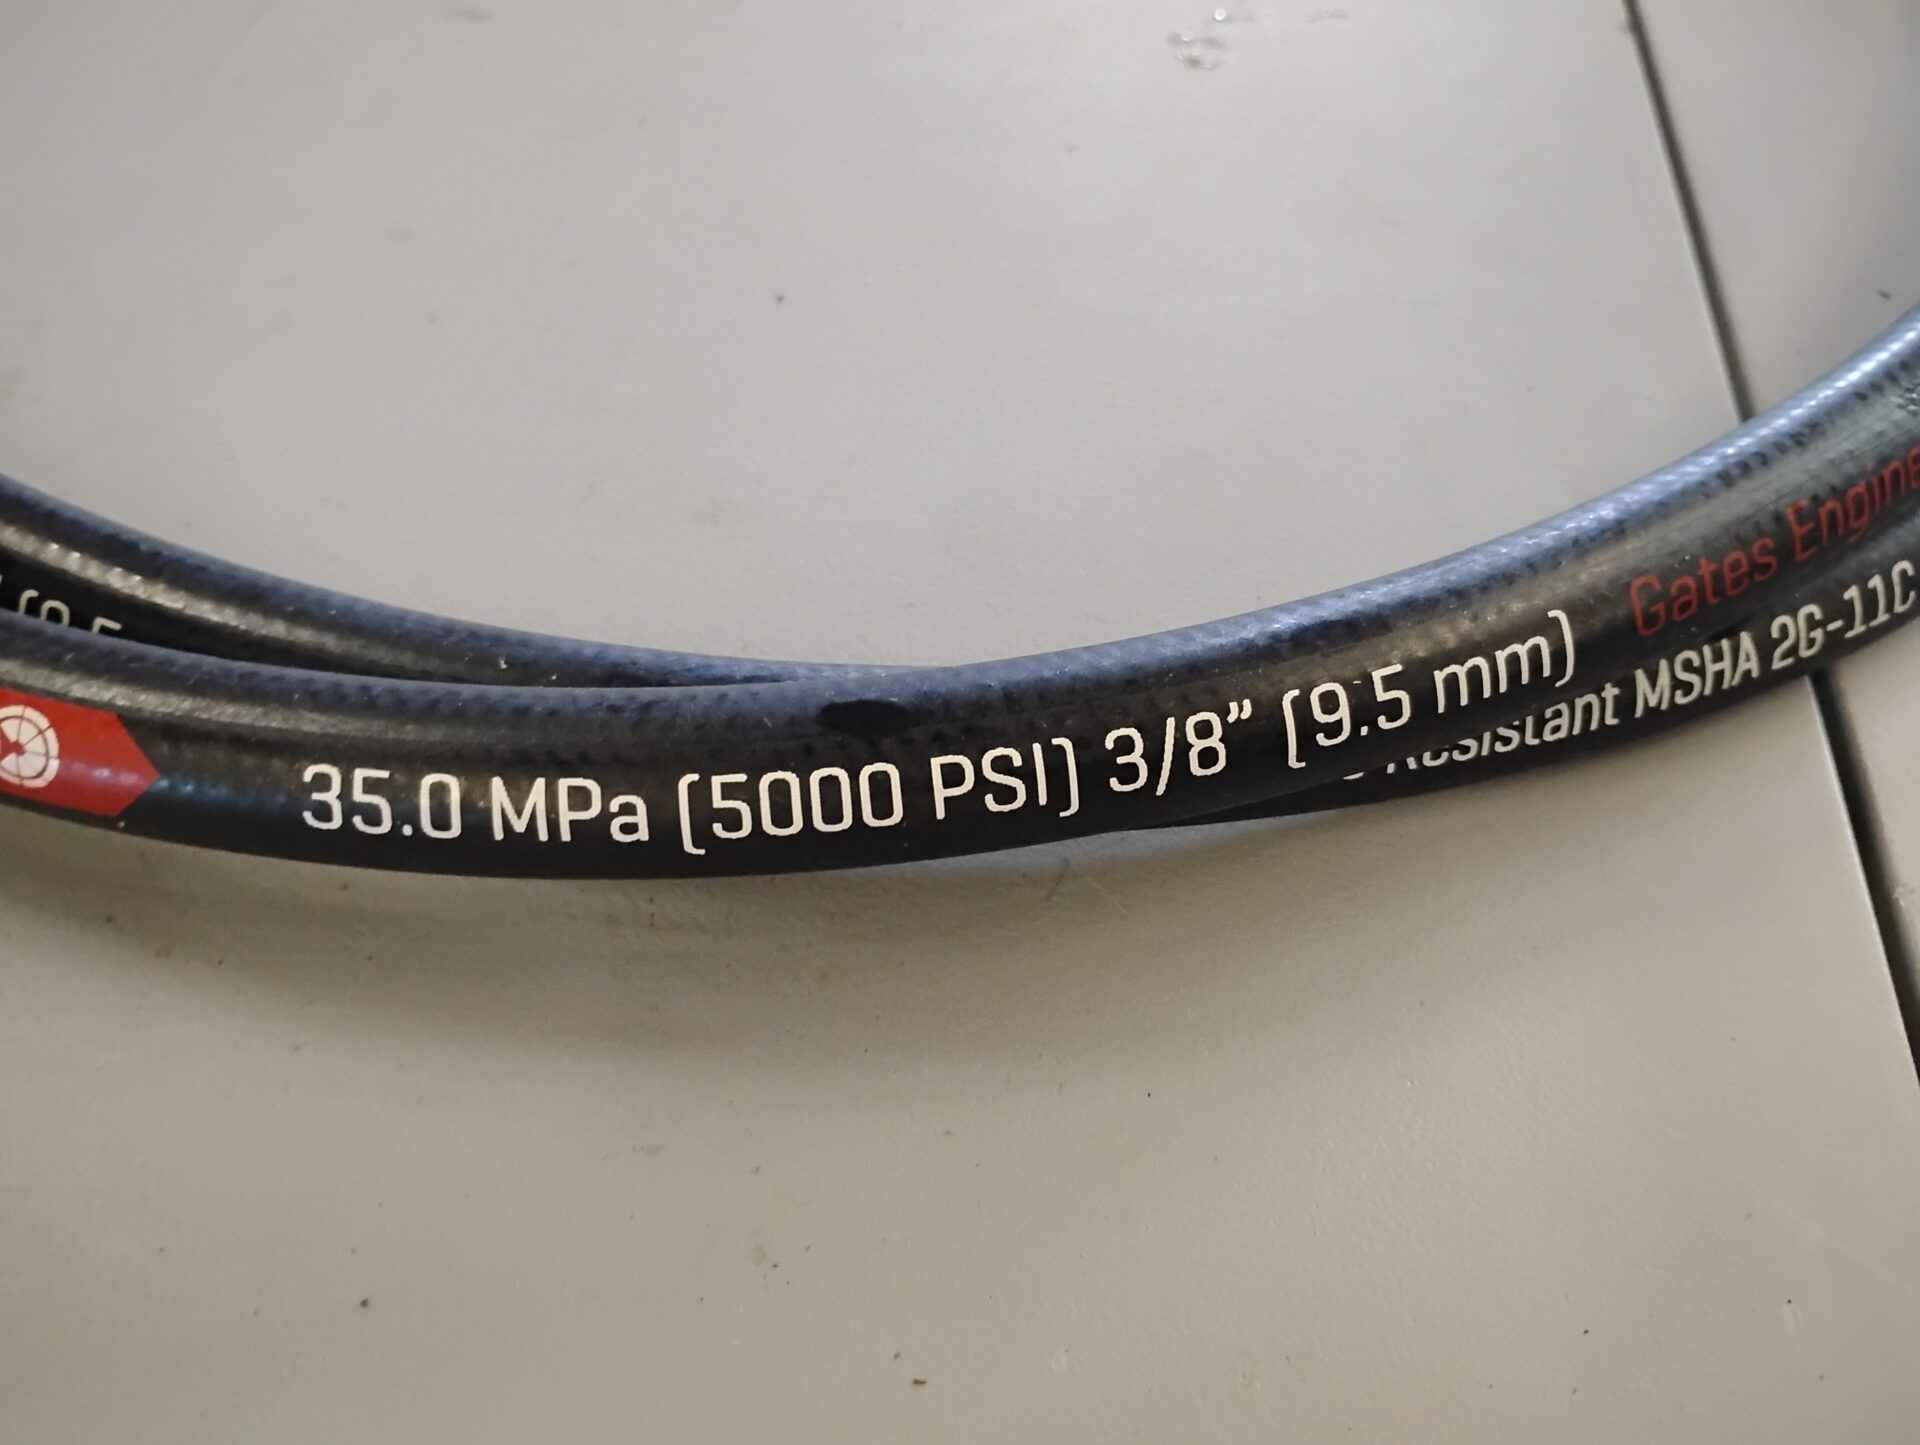 35.0 MPa (5000 PSI) 3/8” (9.5 mm) Gates
Resistant MSHA 2G-11C